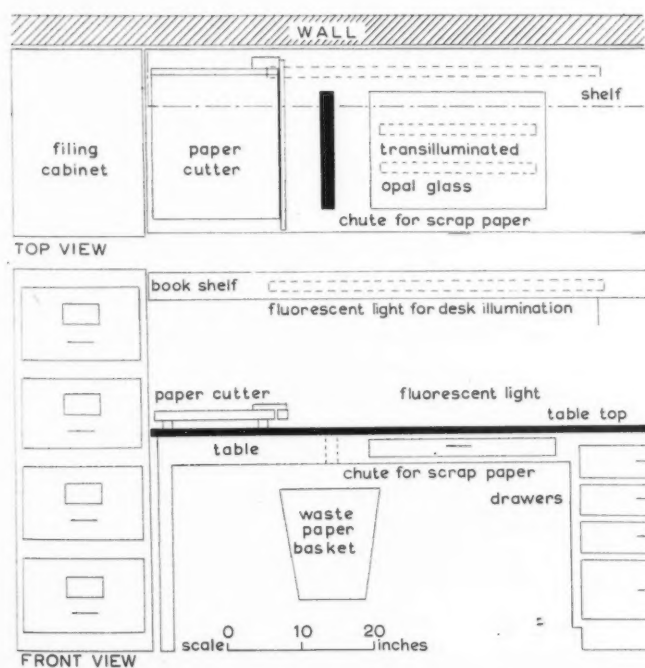 WALL
shelf
filing
cabinet
paper
cutter
transilluminated
opal glass
chute for scrap paper
TOP VIEW
book shelf
fluorescent light for desk illumination
paper cutter
fluorescent light
table top
table
chute for scrap paper
drawers
waste
paper
basket
0 10 20
scale inches
FRONT VIEW